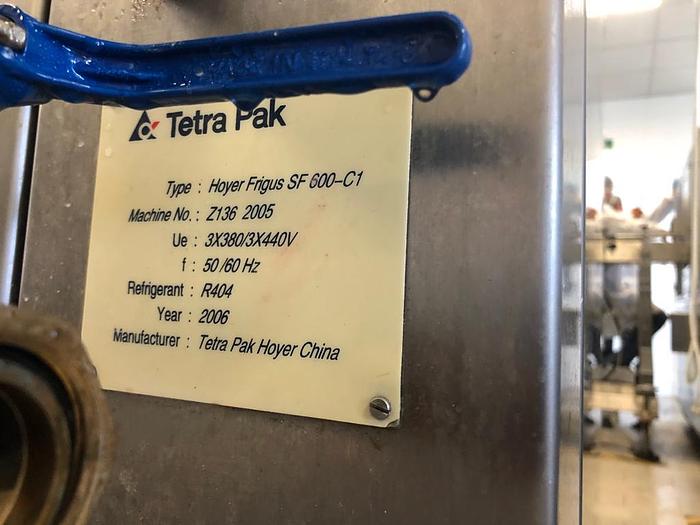 Tetra Pak
Type : Hoyer Frigus SF 600-C1
Machine No. : Z136 2005
Ue : 3X380/3X440V
f : 50/60 Hz
Refrigerant : R404
Year : 2006
Manufacturer : Tetra Pak Hoyer China